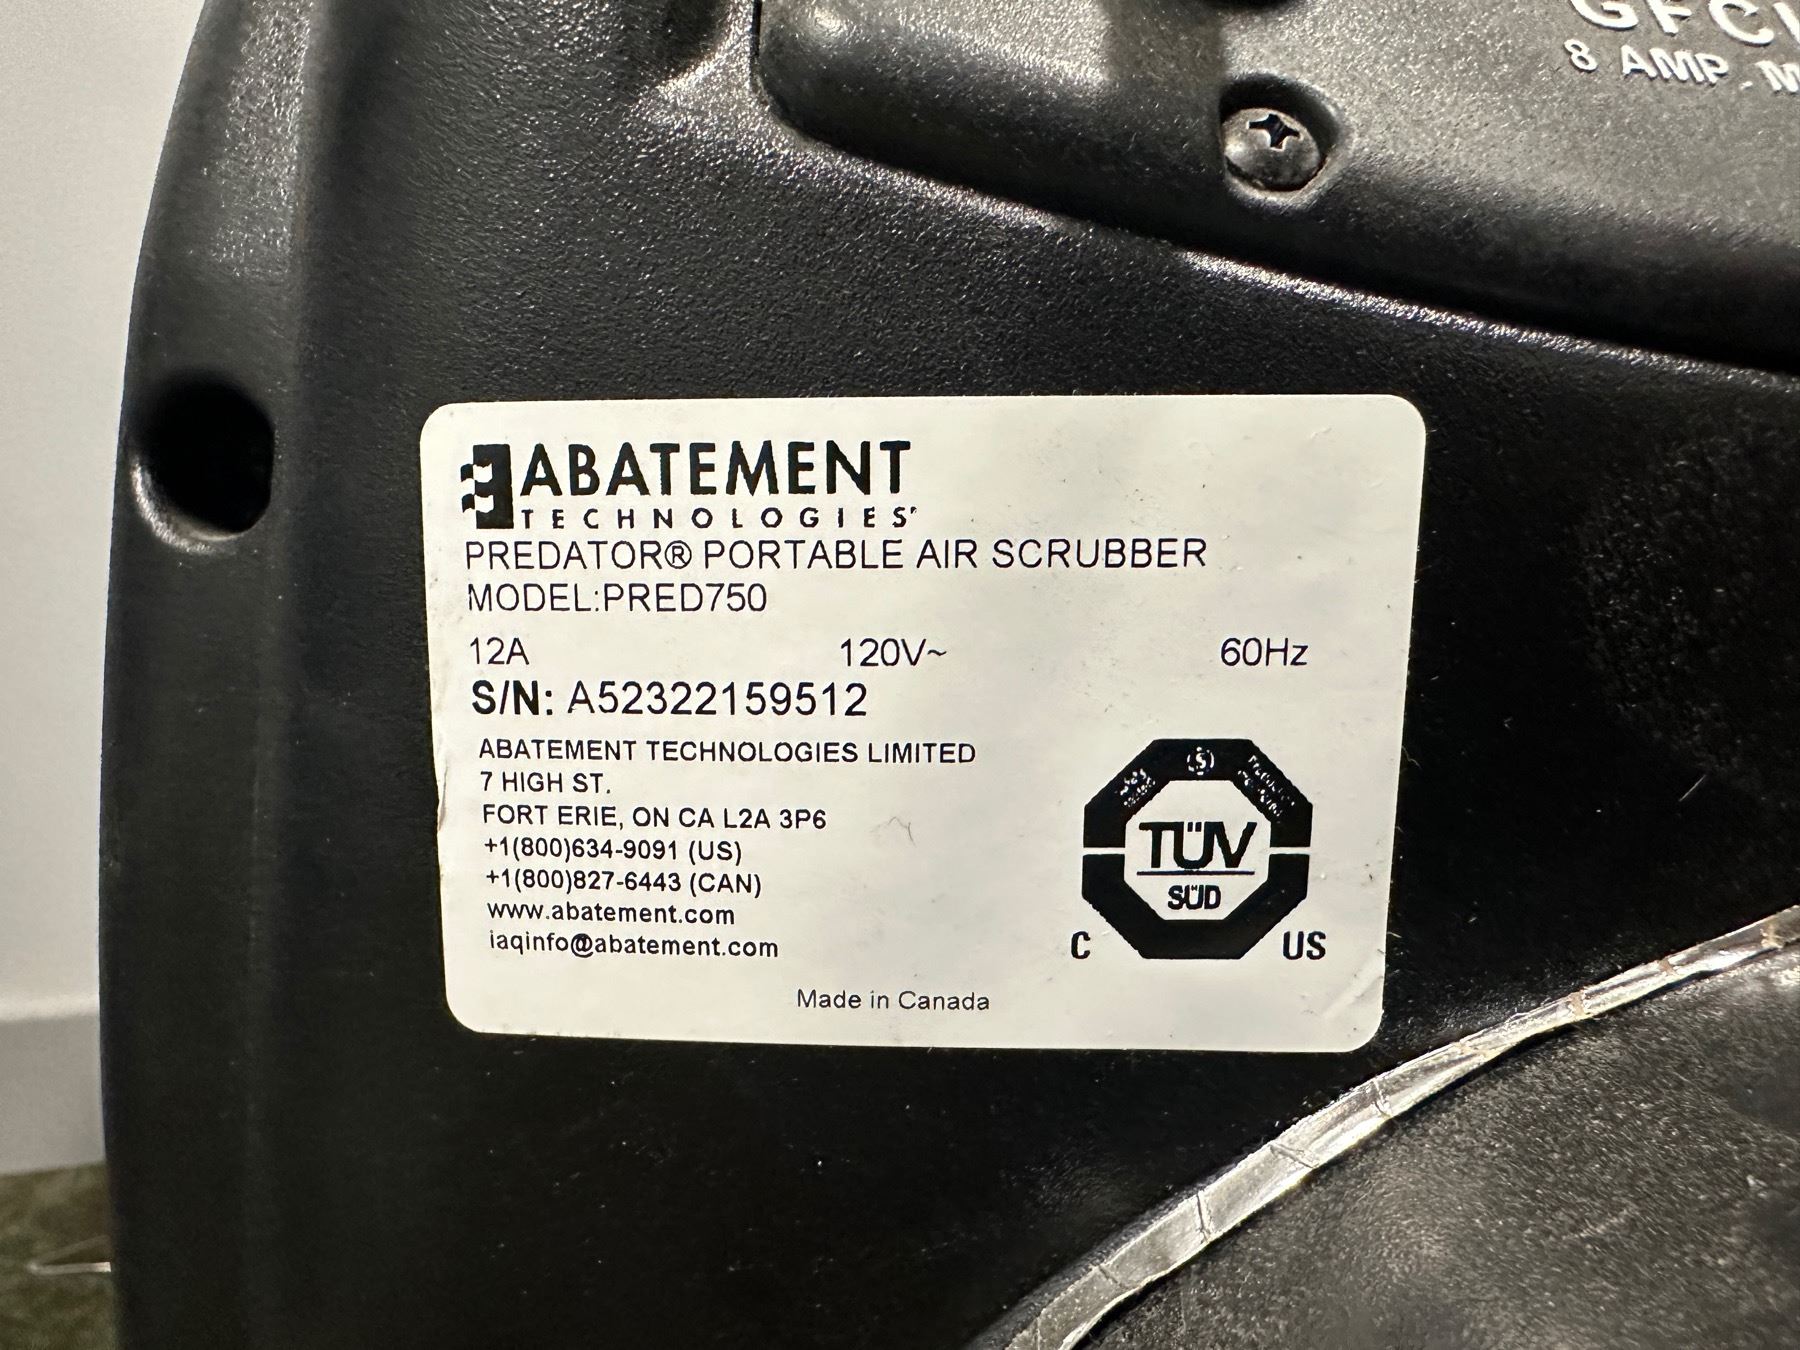 GFCI
8 AMP. M
ABATEMENT
TECHNOLOGIES
PREDATOR® PORTABLE AIR SCRUBBER
MODEL:PRED750
12A 120V~ 60Hz
S/N: A52322159512
ABATEMENT TECHNOLOGIES LIMITED
7 HIGH ST.
FORT ERIE, ON CA L2A 3P6
+1(800)634-9091 (US)
+1(800)827-6443 (CAN)
www.abatement.com
iaqinfo@abatement.com
TÜV
SÜD
C US
Made in Canada